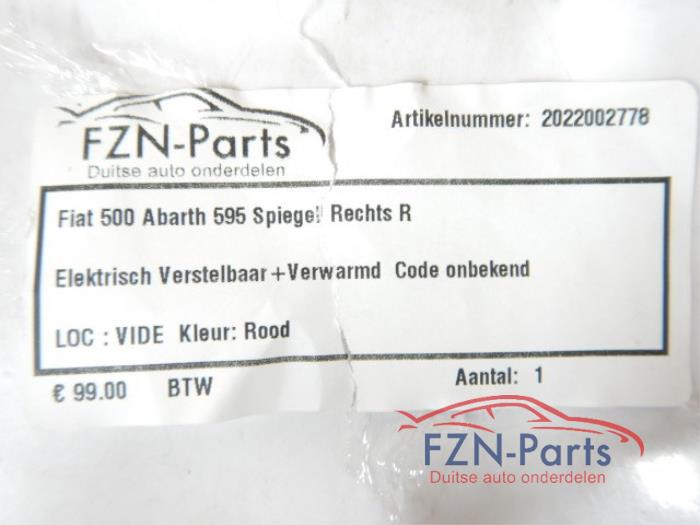 FZN-Parts
Duitse auto onderdelen
Artikelnummer: 2022002778
Fiat 500 Abarth 595 Spiegel Rechts R
Elektrisch Verstelbaar+Verwarmd Code onbekend
LOC : VIDE Kleur: Rood
€ 99.00 BTW
Aantal: 1
FZN-Parts
Duitse auto onderdelen